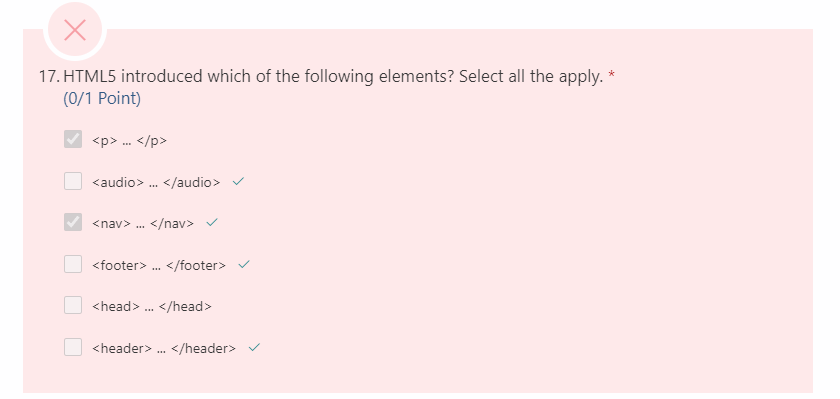 17. HTML5 introduced which of the following elements? Select all the apply. *
(0/1 Point)
<p> ... </p>
<audio> ... </audio>
<nav> ... </nav>
<footer> ... </footer>
<head> ... </head>
<header> ... </header>